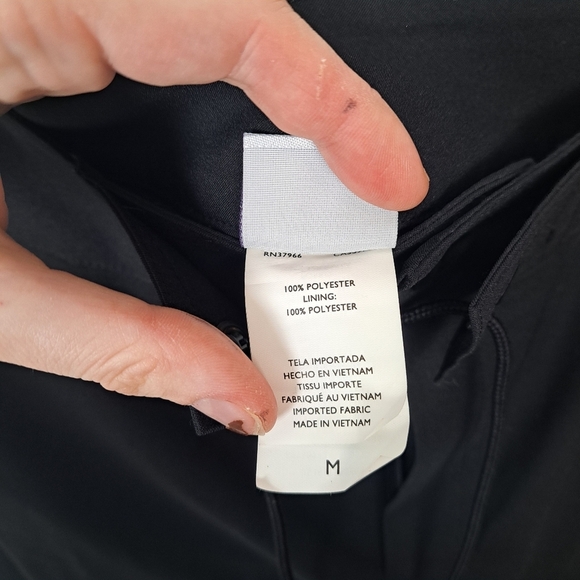 RN37966
100% POLYESTER
LINING:
100% POLYESTER
TELA IMPORTADA
HECHO EN VIETNAM
TISSU IMPORTE
FABRIQUÉ AU VIETNAM
IMPORTED FABRIC
MADE IN VIETNAM
M